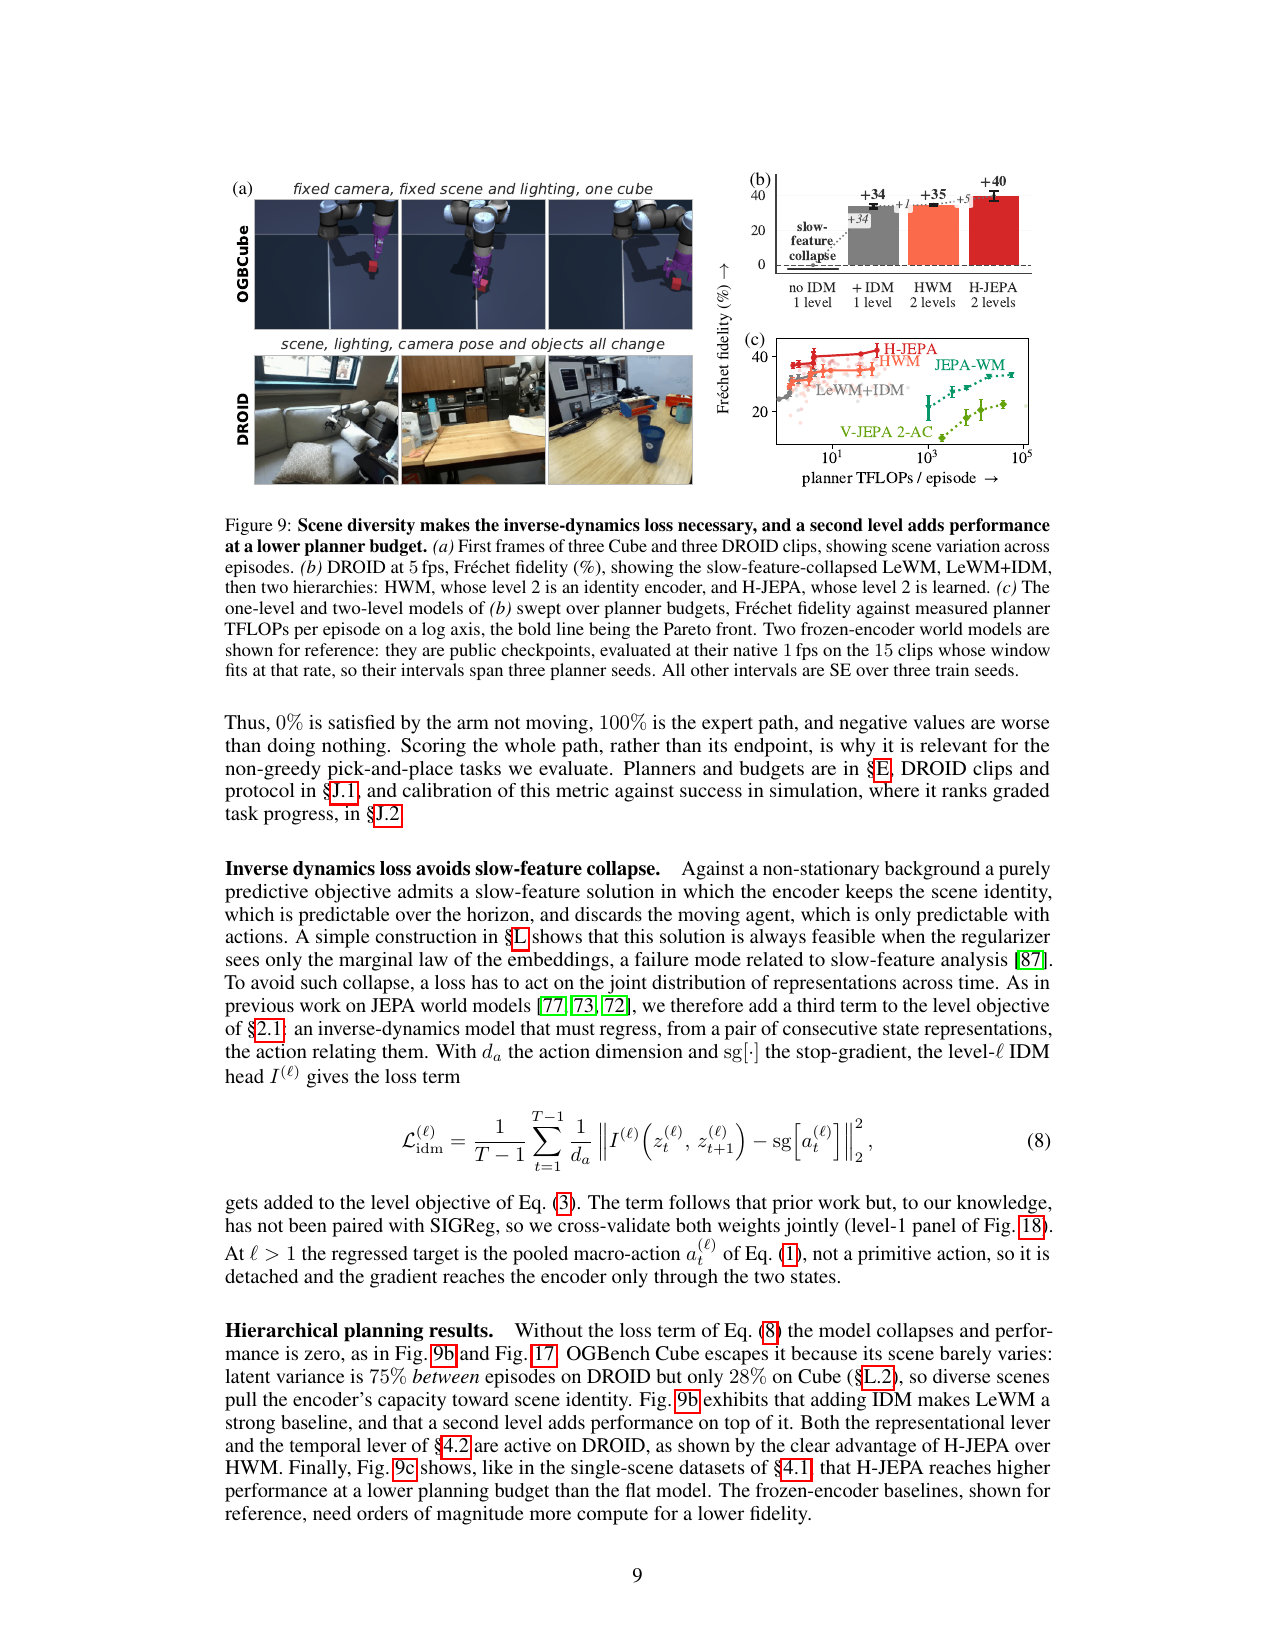 (a)
fixed camera, fixed scene and lighting, one cube
OGBCube
scene, lighting, camera pose and objects all change
DROID
Fréchet fidelity (%) →
(b)
40
20
0
slow-
feature
collapse
+34
+34
+1
+35
+5
+40
no IDM
1 level
+ IDM
1 level
HWM
2 levels
H-JEPA
2 levels
(c)
40
20
H-JEPA
HWM
JEPA-WM
LeWM+IDM
V-JEPA 2-AC
10¹
10³
10⁵
planner TFLOPs / episode →
Figure 9: Scene diversity makes the inverse-dynamics loss necessary, and a second level adds performance
at a lower planner budget. (a) First frames of three Cube and three DROID clips, showing scene variation across
episodes. (b) DROID at 5 fps, Fréchet fidelity (%), showing the slow-feature-collapsed LeWM, LeWM+IDM,
then two hierarchies: HWM, whose level 2 is an identity encoder, and H-JEPA, whose level 2 is learned. (c) The
one-level and two-level models of (b) swept over planner budgets, Fréchet fidelity against measured planner
TFLOPs per episode on a log axis, the bold line being the Pareto front. Two frozen-encoder world models are
shown for reference: they are public checkpoints, evaluated at their native 1 fps on the 15 clips whose window
fits at that rate, so their intervals span three planner seeds. All other intervals are SE over three train seeds.
Thus, 0% is satisfied by the arm not moving, 100% is the expert path, and negative values are worse
than doing nothing. Scoring the whole path, rather than its endpoint, is why it is relevant for the
non-greedy pick-and-place tasks we evaluate. Planners and budgets are in §E, DROID clips and
protocol in §J.1, and calibration of this metric against success in simulation, where it ranks graded
task progress, in §J.2.
Inverse dynamics loss avoids slow-feature collapse. Against a non-stationary background a purely
predictive objective admits a slow-feature solution in which the encoder keeps the scene identity,
which is predictable over the horizon, and discards the moving agent, which is only predictable with
actions. A simple construction in §L shows that this solution is always feasible when the regularizer
sees only the marginal law of the embeddings, a failure mode related to slow-feature analysis [87].
To avoid such collapse, a loss has to act on the joint distribution of representations across time. As in
previous work on JEPA world models [77, 73, 72], we therefore add a third term to the level objective
of §2.1: an inverse-dynamics model that must regress, from a pair of consecutive state representations,
the action relating them. With dₐ the action dimension and sg[·] the stop-gradient, the level-ℓ IDM
head I^(ℓ) gives the loss term
L_idm^(ℓ) = 1/(T − 1) ∑_{t=1}^{T−1} 1/dₐ ‖ I^(ℓ)( z_t^(ℓ), z_{t+1}^(ℓ) ) − sg[ a_t^(ℓ) ] ‖₂², (8)
gets added to the level objective of Eq. (3). The term follows that prior work but, to our knowledge,
has not been paired with SIGReg, so we cross-validate both weights jointly (level-1 panel of Fig. 18).
At ℓ > 1 the regressed target is the pooled macro-action a_t^(ℓ) of Eq. (1), not a primitive action, so it is
detached and the gradient reaches the encoder only through the two states.
Hierarchical planning results. Without the loss term of Eq. (8) the model collapses and perfor-
mance is zero, as in Fig. 9b and Fig. 17. OGBench Cube escapes it because its scene barely varies:
latent variance is 75% between episodes on DROID but only 28% on Cube (§L.2), so diverse scenes
pull the encoder's capacity toward scene identity. Fig. 9b exhibits that adding IDM makes LeWM a
strong baseline, and that a second level adds performance on top of it. Both the representational lever
and the temporal lever of §4.2 are active on DROID, as shown by the clear advantage of H-JEPA over
HWM. Finally, Fig. 9c shows, like in the single-scene datasets of §4.1, that H-JEPA reaches higher
performance at a lower planning budget than the flat model. The frozen-encoder baselines, shown for
reference, need orders of magnitude more compute for a lower fidelity.
9